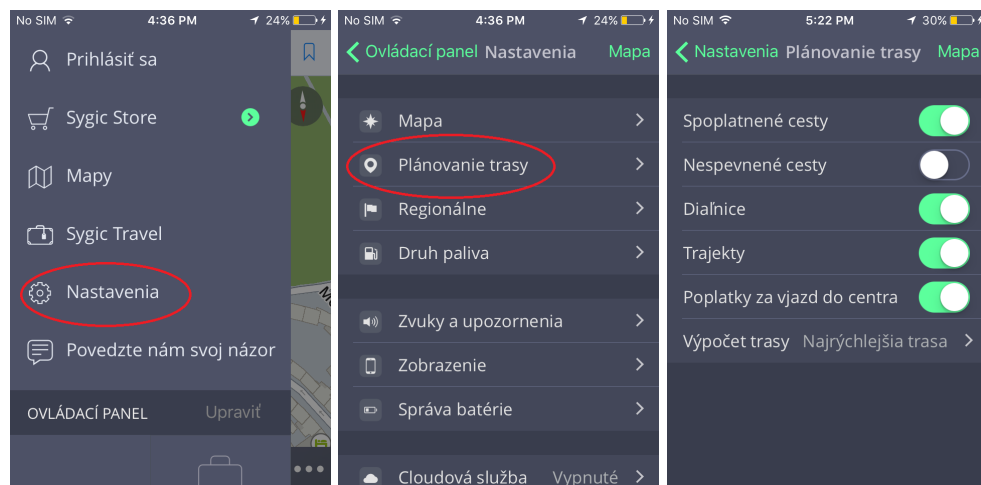 No SIM 4:36 PM 24%
Prihlásiť sa
Sygic Store
Mapy
Sygic Travel
Nastavenia
Povedzte nám svoj názor
OVLÁDACÍ PANEL Upraviť
No SIM 4:36 PM 24%
Ovládací panel Nastavenia Mapa
Mapa
Plánovanie trasy
Regionálne
Druh paliva
Zvuky a upozornenia
Zobrazenie
Správa batérie
Cloudová služba Vypnuté
No SIM 5:22 PM 30%
Nastavenia Plánovanie trasy Mapa
Spoplatnené cesty
Nespevnené cesty
Diaľnice
Trajekty
Poplatky za vjazd do centra
Výpočet trasy Najrýchlejšia trasa